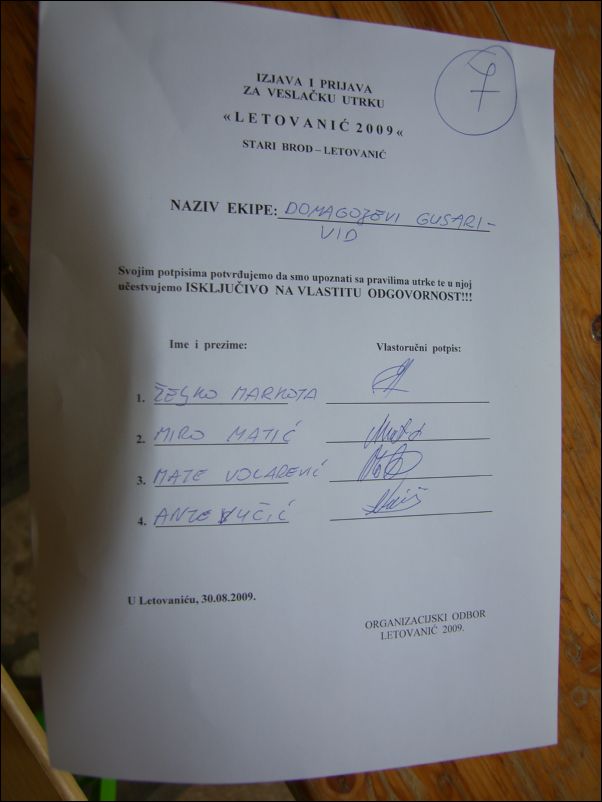 7
IZJAVA I PRIJAVA
ZA VESLAČKU UTRKU
«LETOVANIĆ 2009«
STARI BROD – LETOVANIĆ
NAZIV EKIPE: DOMAGOJEVI GUSARI-
VID
Svojim potpisima potvrđujemo da smo upoznati sa pravilima utrke te u njoj
učestvujemo ISKLJUČIVO NA VLASTITU ODGOVORNOST!!!
Ime i prezime: Vlastoručni potpis:
1. ŽELJKO MARKOTA
2. MIRO MATIĆ
3. MATE VOLAREVIĆ
4. ANTE VUČIĆ
U Letovaniću, 30.08.2009.
ORGANIZACIJSKI ODBOR
LETOVANIĆ 2009.